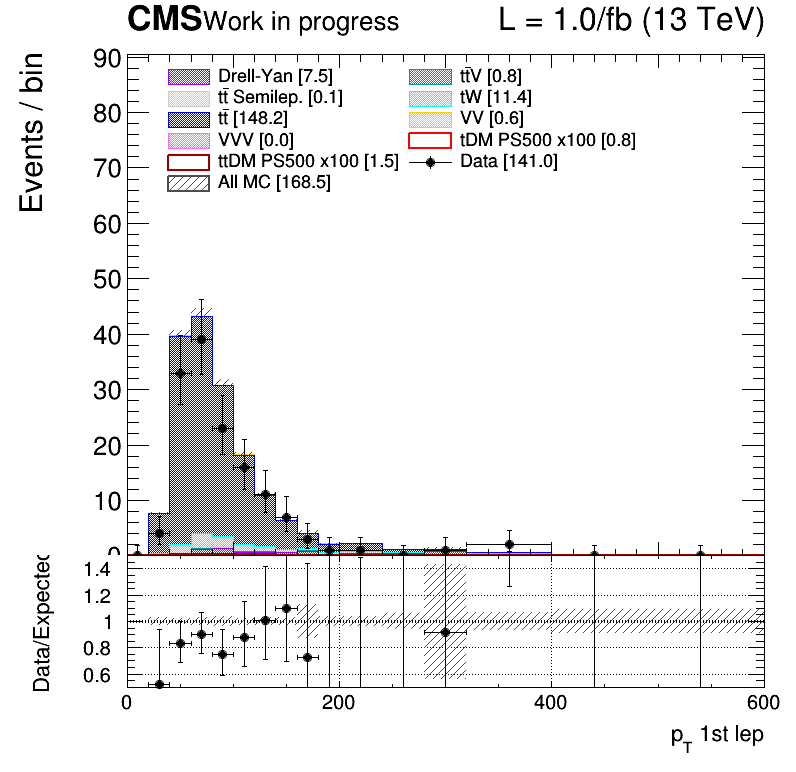 CMS Work in progress L = 1.0/fb (13 TeV)
Events / bin
90
80
70
60
50
40
30
20
10
0
Drell-Yan [7.5] tt̄V [0.8]
tt̄ Semilep. [0.1] tW [11.4]
tt̄ [148.2] VV [0.6]
VVV [0.0] tDM PS500 x100 [0.8]
ttDM PS500 x100 [1.5] Data [141.0]
All MC [168.5]
Data/Expected
1.4
1.2
1
0.8
0.6
0 200 400 600
p_T 1st lep